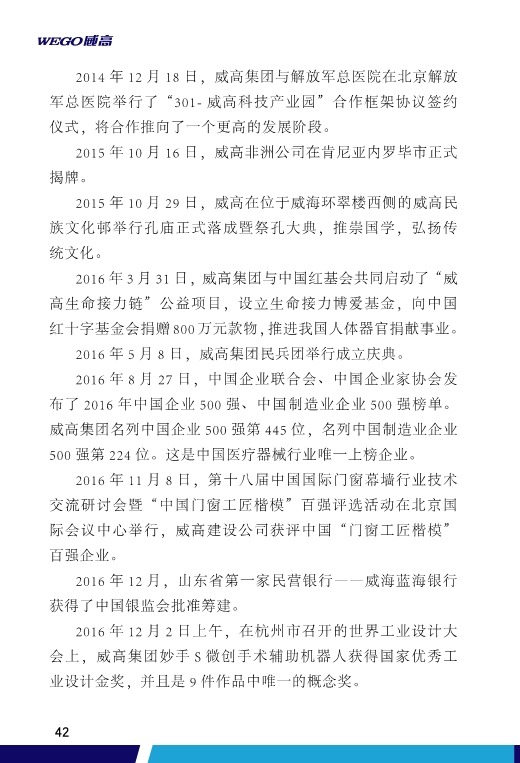 WEGO威高
2014 年 12 月 18 日，威高集团与解放军总医院在北京解放
军总医院举行了“301- 威高科技产业园”合作框架协议签约
仪式，将合作推向了一个更高的发展阶段。
2015 年 10 月 16 日，威高非洲公司在肯尼亚内罗毕市正式
揭牌。
2015 年 10 月 29 日，威高在位于威海环翠楼西侧的威高民
族文化邨举行孔庙正式落成暨祭孔大典，推崇国学，弘扬传
统文化。
2016 年 3 月 31 日，威高集团与中国红基会共同启动了“威
高生命接力链”公益项目，设立生命接力博爱基金，向中国
红十字基金会捐赠 800 万元款物，推进我国人体器官捐献事业。
2016 年 5 月 8 日，威高集团民兵团举行成立庆典。
2016 年 8 月 27 日，中国企业联合会、中国企业家协会发
布了 2016 年中国企业 500 强、中国制造业企业 500 强榜单。
威高集团名列中国企业 500 强第 445 位，名列中国制造业企业
500 强第 224 位。这是中国医疗器械行业唯一上榜企业。
2016 年 11 月 8 日，第十八届中国国际门窗幕墙行业技术
交流研讨会暨“中国门窗工匠楷模”百强评选活动在北京国
际会议中心举行，威高建设公司获评中国“门窗工匠楷模”
百强企业。
2016 年 12 月，山东省第一家民营银行——威海蓝海银行
获得了中国银监会批准筹建。
2016 年 12 月 2 日上午，在杭州市召开的世界工业设计大
会上，威高集团妙手 S 微创手术辅助机器人获得国家优秀工
业设计金奖，并且是 9 件作品中唯一的概念奖。
42